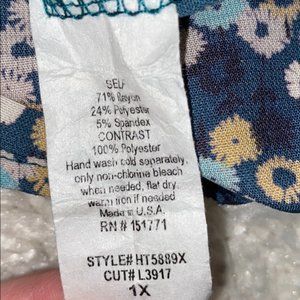 SELF
71% Rayon
24% Polyester
5% Spandex
CONTRAST
100% Polyester
Hand wash cold separately,
only non-chlorine bleach
when needed, flat dry,
warm iron if needed
Made in U.S.A.
RN # 151771
STYLE# HT5889X
CUT# L3917
1X